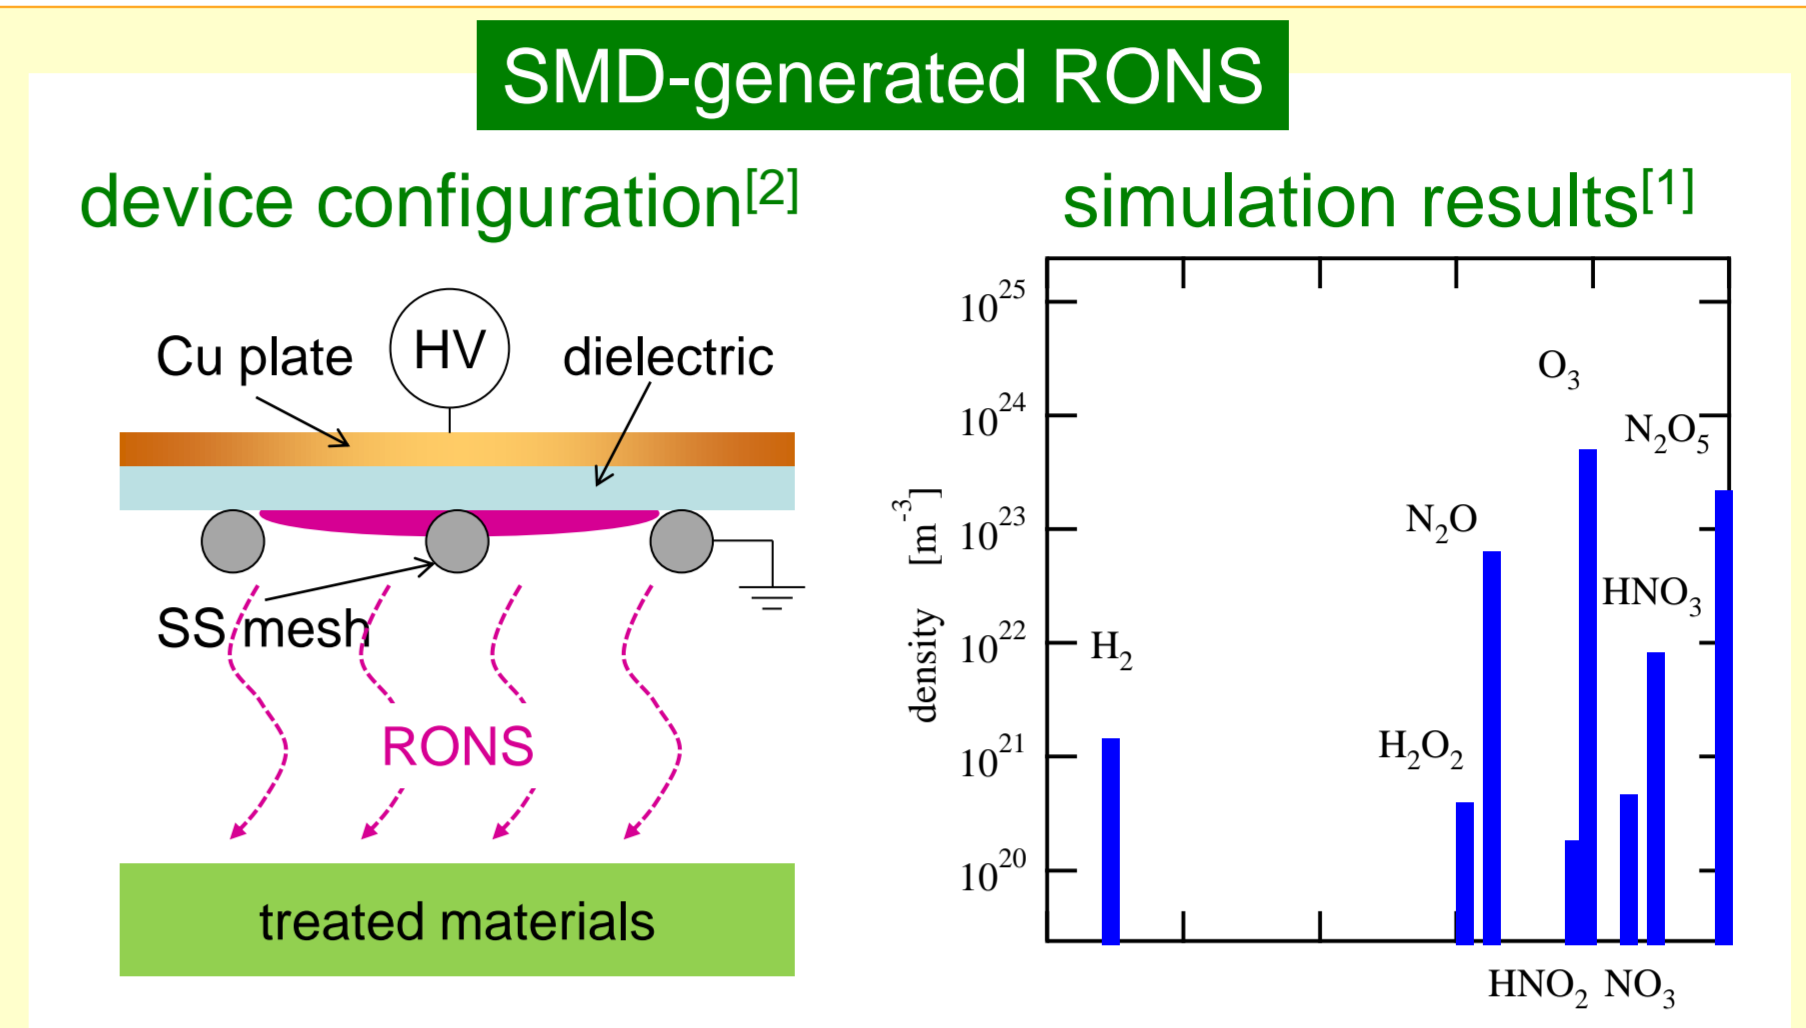 SMD-generated RONS
device configuration[2]
simulation results[1]
Cu plate
HV
dielectric
SS mesh
RONS
treated materials
density [m-3]
10^25
10^24
10^23
10^22
10^21
10^20
O3
N2O5
N2O
HNO3
H2
H2O2
HNO2
NO3